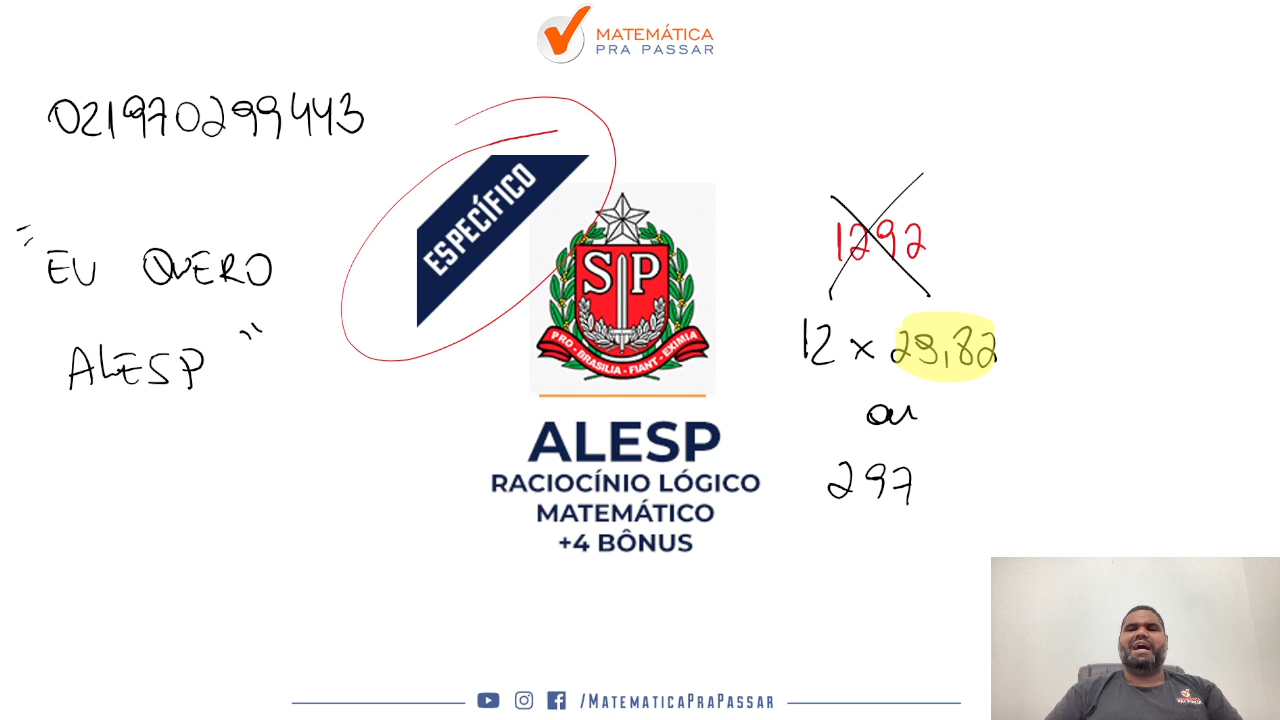 MATEMÁTICA
PRA PASSAR
021970299443
ESPECÍFICO
"EU QUERO
ALESP"
SP
PRO - BRASILIA - FIANT - EXIMIA
1292
12 x 29,82
ou
297
ALESP
RACIOCÍNIO LÓGICO
MATEMÁTICO
+4 BÔNUS
/MATEMATICAPRAPASSAR